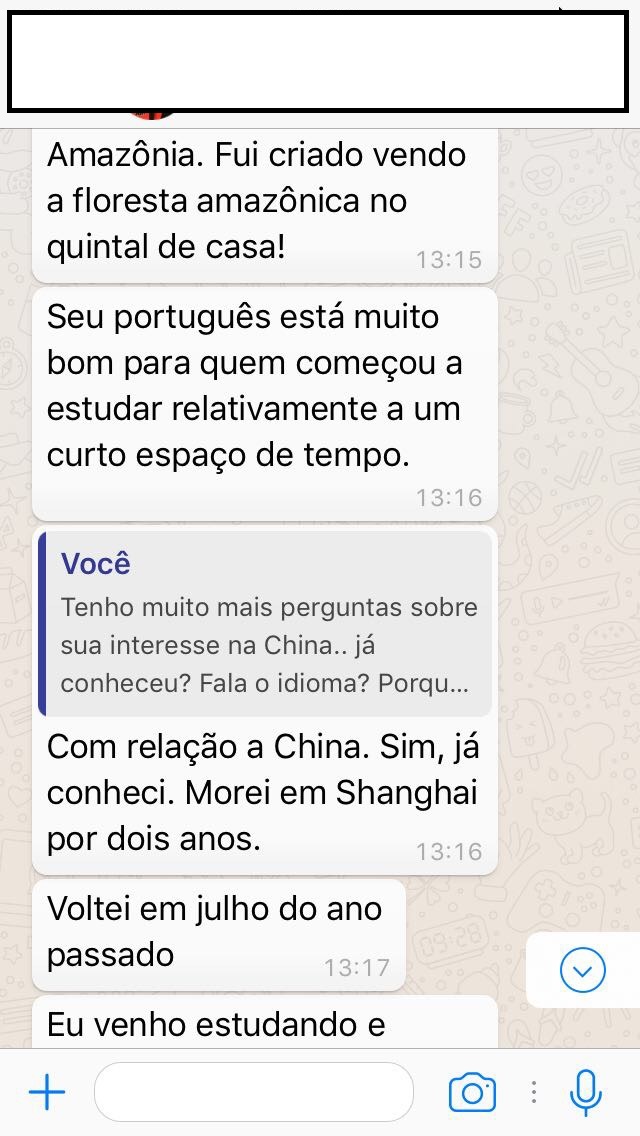 Amazônia. Fui criado vendo
a floresta amazônica no
quintal de casa!
13:15
Seu português está muito
bom para quem começou a
estudar relativamente a um
curto espaço de tempo.
13:16
Você
Tenho muito mais perguntas sobre
sua interesse na China.. já
conheceu? Fala o idioma? Porqu...
Com relação a China. Sim, já
conheci. Morei em Shanghai
por dois anos.
13:16
Voltei em julho do ano
passado
13:17
Eu venho estudando e